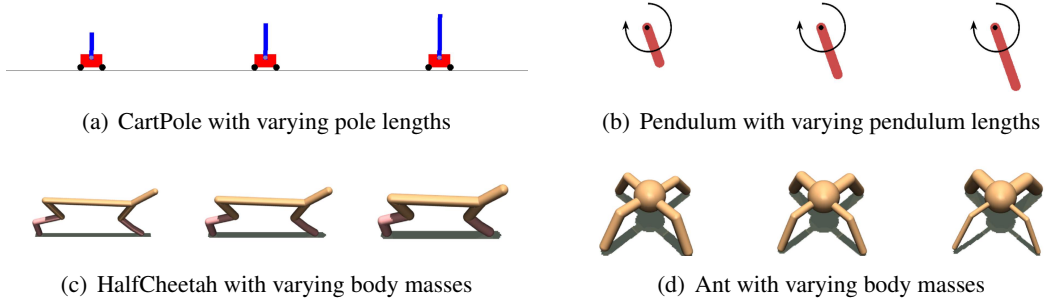 (a) CartPole with varying pole lengths
(b) Pendulum with varying pendulum lengths
(c) HalfCheetah with varying body masses
(d) Ant with varying body masses